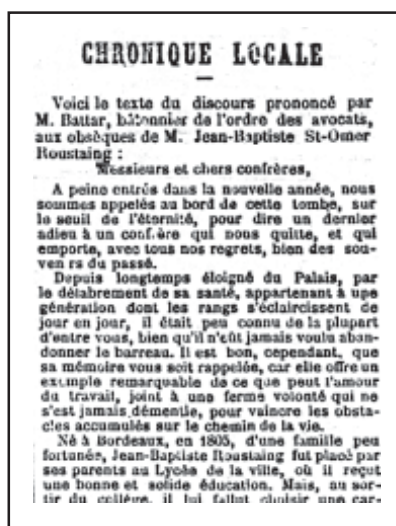 CHRONIQUE LOCALE
Voici le texte du discours prononcé par
M. Battar, bâtonnier de l'ordre des avocats,
aux obsèques de M. Jean-Baptiste St-Omer
Roustaing :
Messieurs et chers confrères,
A peine entrés dans la nouvelle année, nous
sommes appelés au bord de cette tombe, sur
le seuil de l'éternité, pour dire un dernier
adieu à un confrère qui nous quitte, et qui
emporte, avec tous nos regrets, bien des sou-
venirs du passé.
Depuis longtemps éloigné du Palais, par
le délabrement de sa santé, appartenant à une
génération dont les rangs s'éclaircissent de
jour en jour, il était peu connu de la plupart
d'entre vous, bien qu'il n'eût jamais voulu aban-
donner le barreau. Il est bon, cependant, que
sa mémoire vous soit rappelée, car elle offre un
exemple remarquable de ce que peut l'amour
du travail, joint à une ferme volonté qui ne
s'est jamais démentie, pour vaincre les obsta-
cles accumulés sur le chemin de la vie.
Né à Bordeaux, en 1805, d'une famille peu
fortunée, Jean-Baptiste Roustaing fut placé par
ses parents au Lycée de la ville, où il reçut
une bonne et solide éducation. Mais, au sor-
tir du collège, il lui fallut choisir une car-